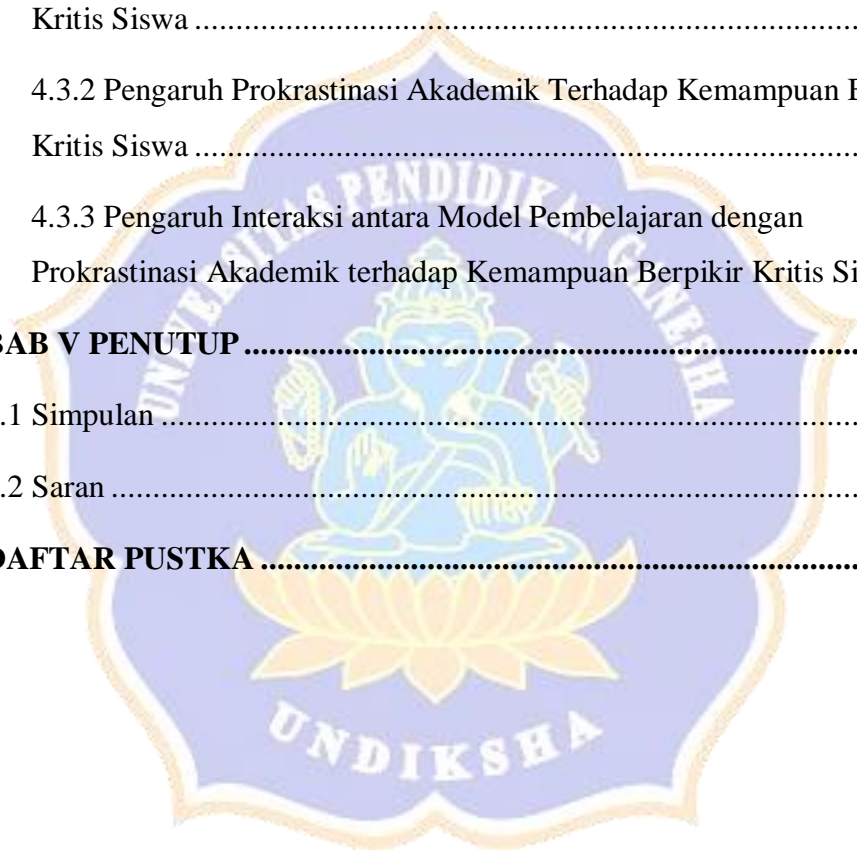 Kritis Siswa ................................................................................
4.3.2 Pengaruh Prokrastinasi Akademik Terhadap Kemampuan
Kritis Siswa ................................................................................
4.3.3 Pengaruh Interaksi antara Model Pembelajaran dengan
Prokrastinasi Akademik terhadap Kemampuan Berpikir Kritis
BAB V PENUTUP ..........................................................................
.1 Simpulan ....................................................................................
.2 Saran ..........................................................................................
DAFTAR PUSTKA ........................................................................
UNIVERSITAS PENDIDIKAN GANESHA
UNDIKSHA